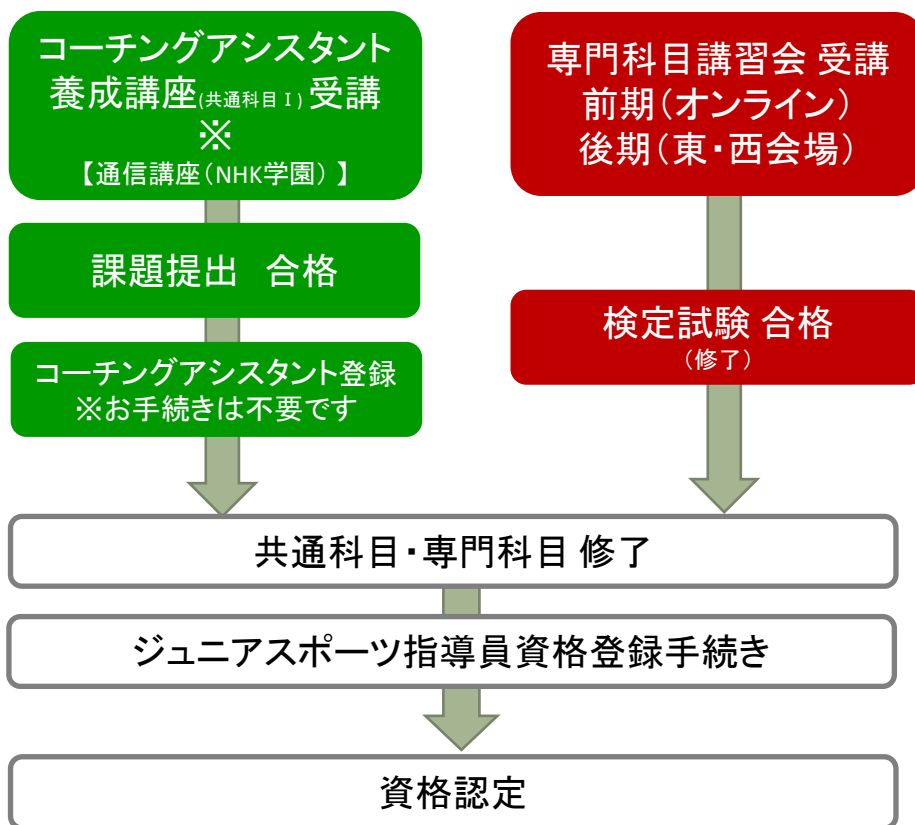 コーチングアシスタント
養成講座(共通科目Ⅰ)受講
※
【通信講座（NHK学園）】
課題提出　合格
コーチングアシスタント登録
※お手続きは不要です
専門科目講習会 受講
前期（オンライン）
後期（東・西会場）
検定試験 合格
（修了）
共通科目・専門科目 修了
ジュニアスポーツ指導員資格登録手続き
資格認定